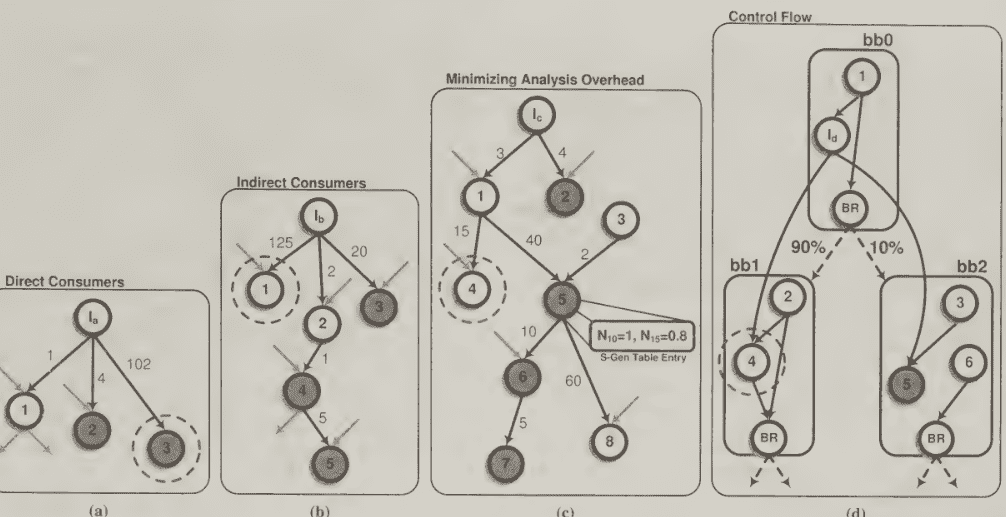 Direct Consumers
Ia
1
4
102
1
2
3
(a)
Indirect Consumers
Ib
125
2
20
1
2
3
1
4
5
5
(b)
Minimizing Analysis Overhead
Ic
3
4
1
2
3
15
40
2
4
5
N10=1, N15=0.8
S-Gen Table Entry
10
60
6
5
8
7
(c)
Control Flow
bb0
1
Id
BR
90%
10%
bb1
bb2
2
3
4
5
6
BR
BR
(d)